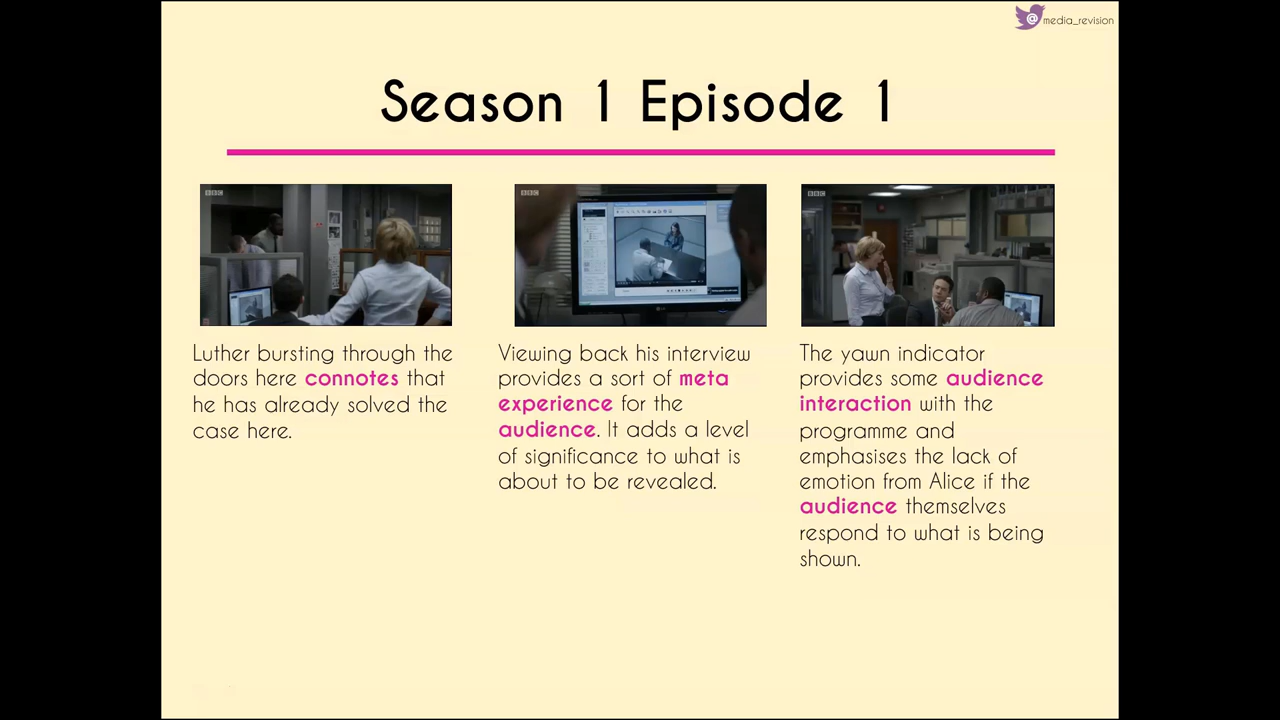 @media_revision
Season 1 Episode 1
BBC
BBC
BBC
Luther bursting through the
doors here connotes that
he has already solved the
case here.
Viewing back his interview
provides a sort of meta
experience for the
audience. It adds a level
of significance to what is
about to be revealed.
The yawn indicator
provides some audience
interaction with the
programme and
emphasises the lack of
emotion from Alice if the
audience themselves
respond to what is being
shown.